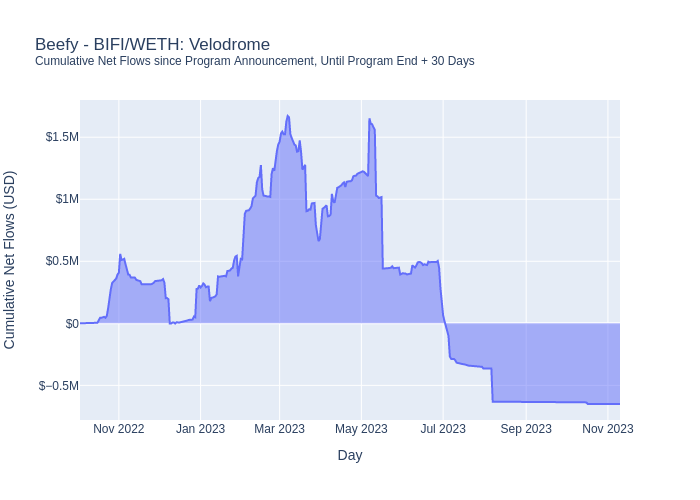 Beefy - BIFI/WETH: Velodrome
Cumulative Net Flows since Program Announcement, Until Program End + 30 Days
Cumulative Net Flows (USD)
$1.5M
$1M
$0.5M
$0
$−0.5M
Nov 2022 Jan 2023 Mar 2023 May 2023 Jul 2023 Sep 2023 Nov 2023
Day